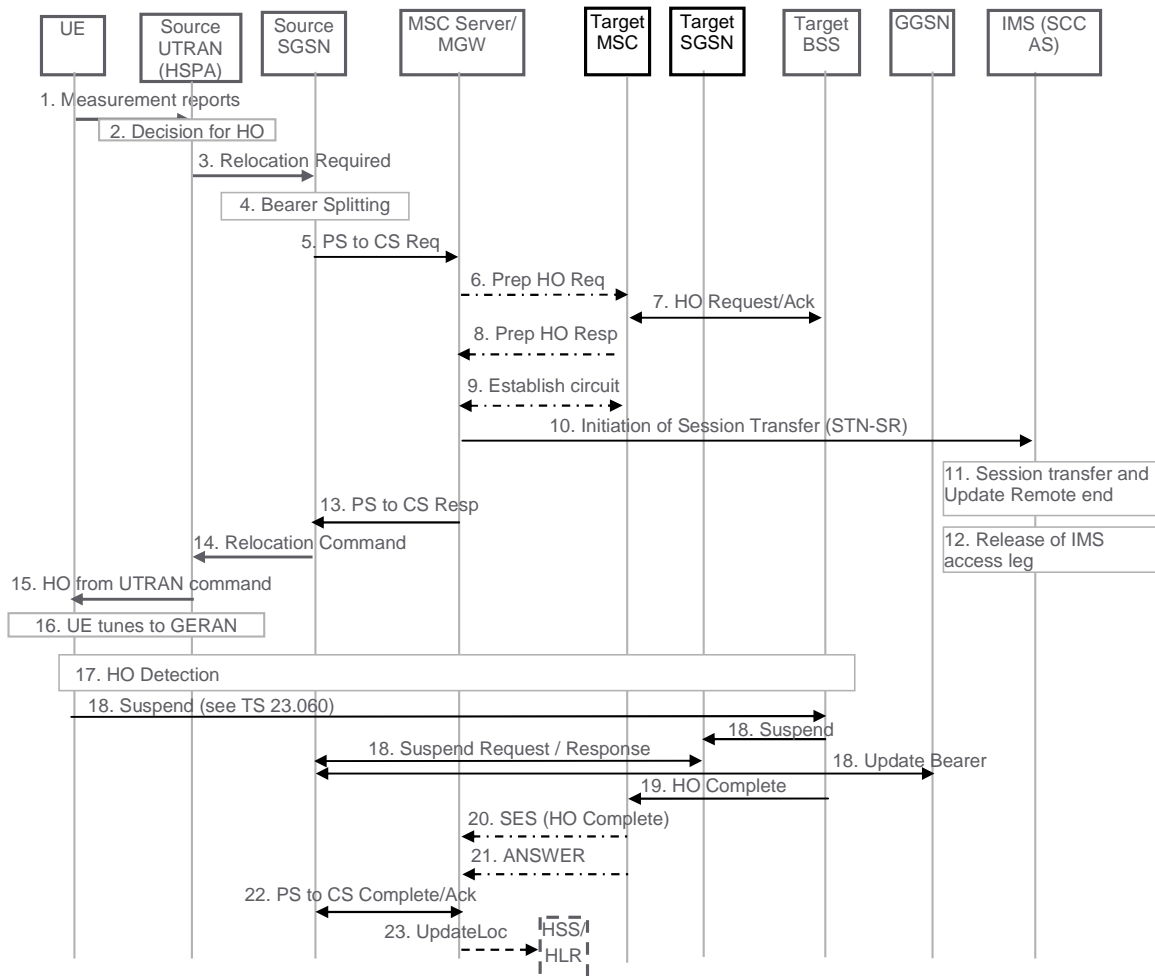 UE
Source
UTRAN
(HSPA)
Source
SGSN
MSC Server/
MGW
Target
MSC
Target
SGSN
Target
BSS
GGSN
IMS (SCC
AS)
1. Measurement reports
2. Decision for HO
3. Relocation Required
4. Bearer Splitting
5. PS to CS Req
6. Prep HO Req
7. HO Request/Ack
8. Prep HO Resp
9. Establish circuit
10. Initiation of Session Transfer (STN-SR)
11. Session transfer and
Update Remote end
13. PS to CS Resp
12. Release of IMS
access leg
14. Relocation Command
15. HO from UTRAN command
16. UE tunes to GERAN
17. HO Detection
18. Suspend (see TS 23.060)
18. Suspend
18. Suspend Request / Response
18. Update Bearer
19. HO Complete
20. SES (HO Complete)
21. ANSWER
22. PS to CS Complete/Ack
23. UpdateLoc
HSS/
HLR